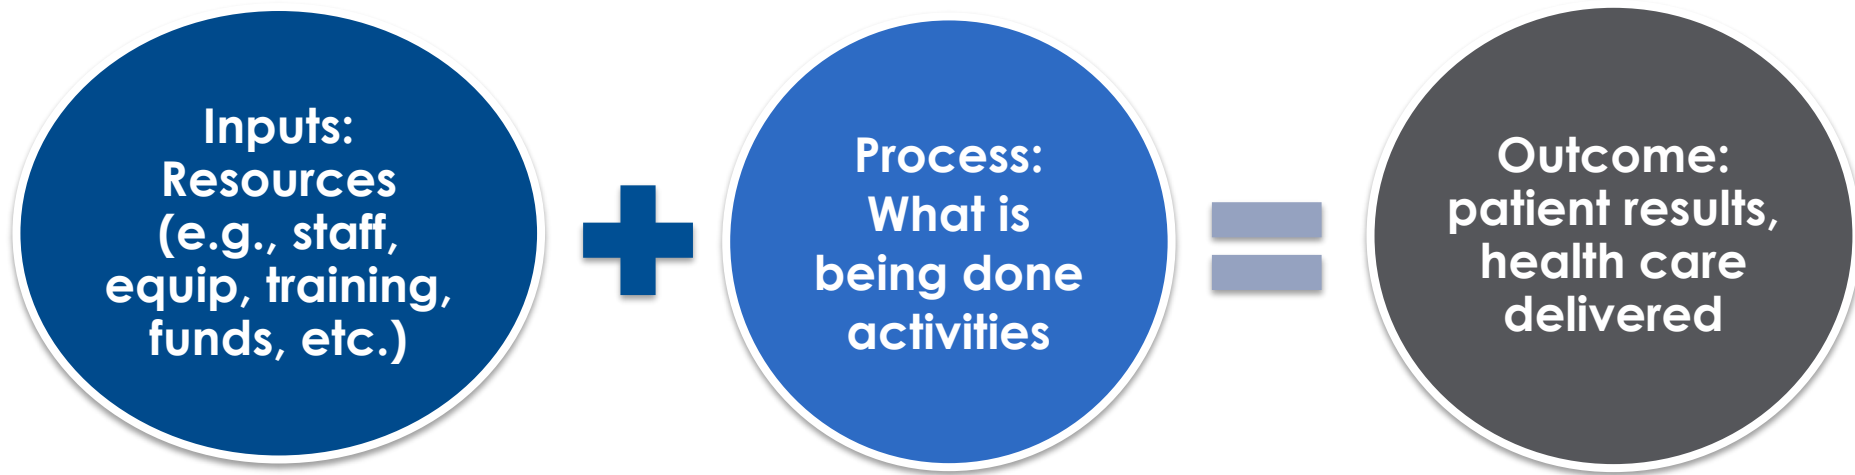 Inputs:
Resources
(e.g., staff,
equip, training,
funds, etc.)
Process:
What is
being done
activities
Outcome:
patient results,
health care
delivered